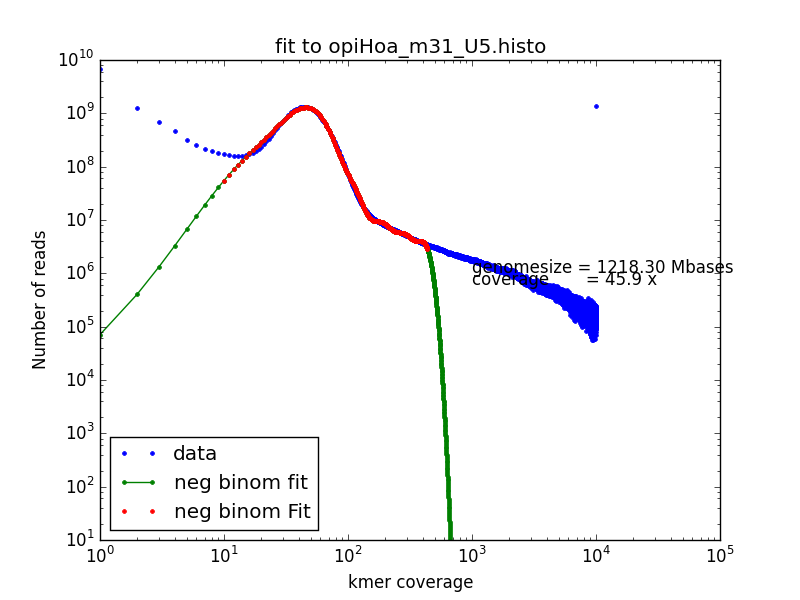 fit to opiHoa_m31_U5.histo
10^10
10^9
10^8
10^7
10^6
10^5
10^4
10^3
10^2
10^1
Number of reads
genomesize = 1218.30 Mbases
coverage = 45.9 x
data
neg binom fit
neg binom Fit
10^0 10^1 10^2 10^3 10^4 10^5
kmer coverage